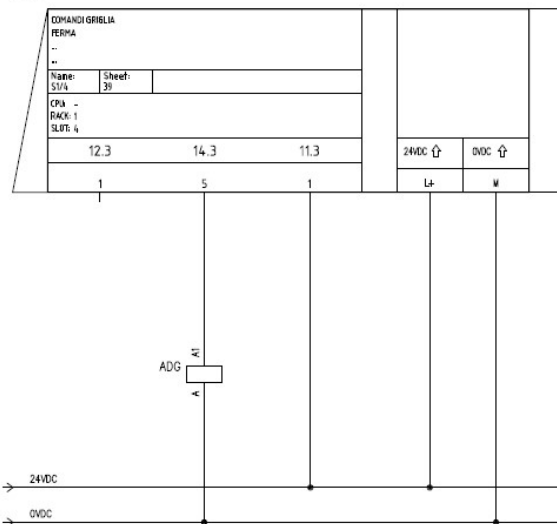 COMANDI GRIGLIA
FERMA
..
..
Name: Sheet:
S1/4 39
CPU: -
RACK: 1
SLOT: 4
12.3 14.3 11.3 24VDC 0VDC
1 5 1 L+ M
A1
ADG
A
24VDC
0VDC